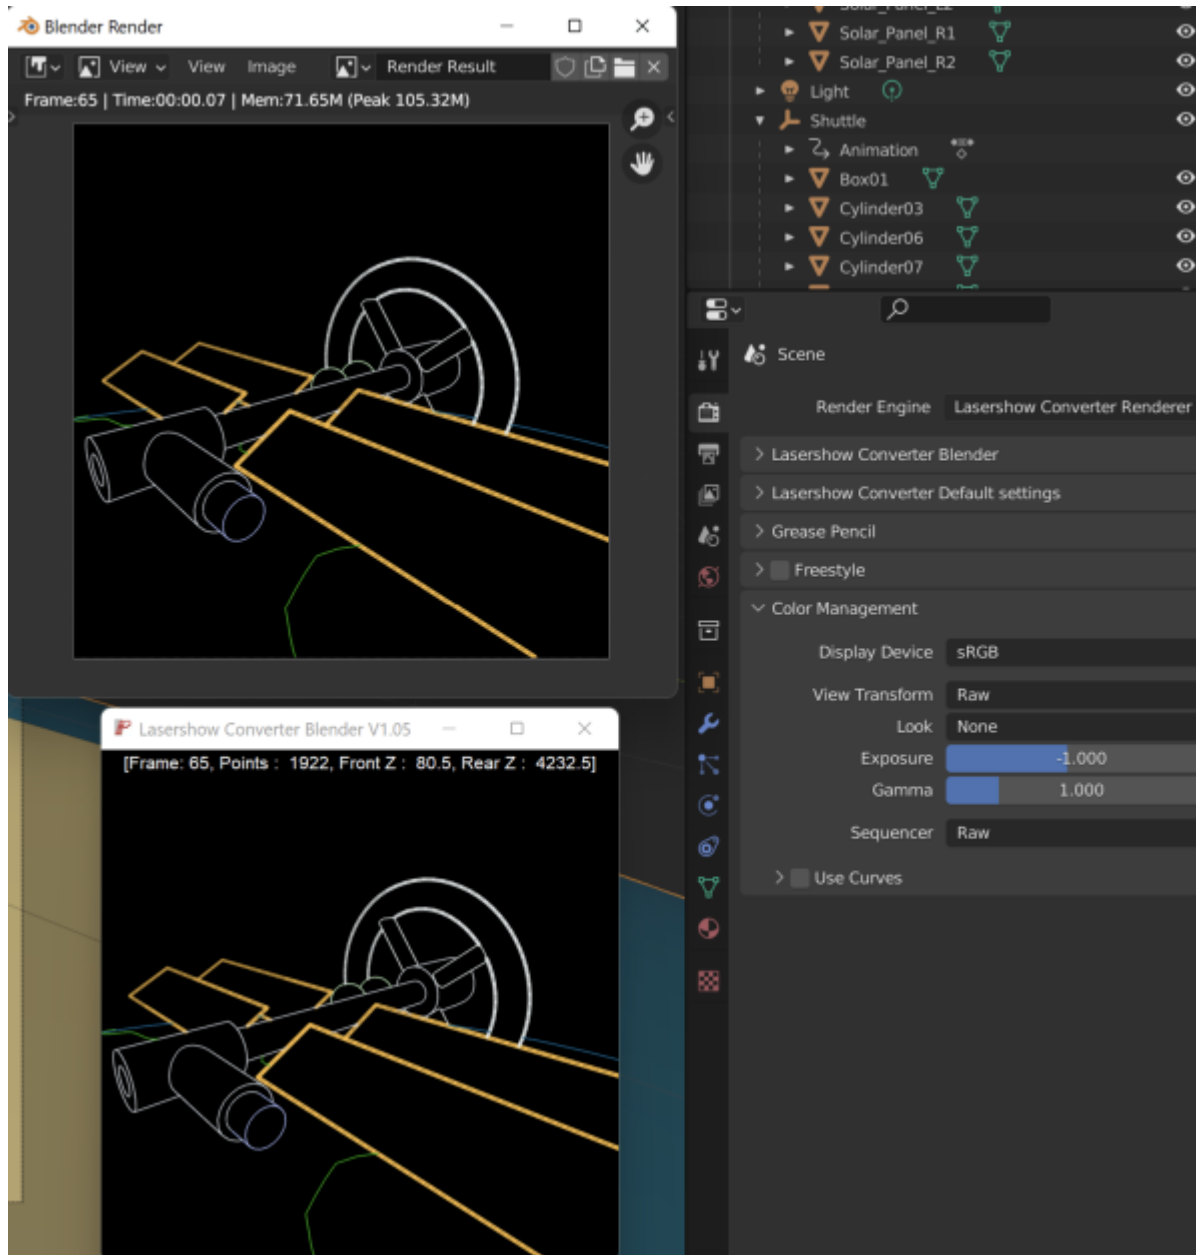 Blender Render
View
View
Image
Render Result
Frame:65 | Time:00:00.07 | Mem:71.65M (Peak 105.32M)
Lasershow Converter Blender V1.05
[Frame: 65, Points : 1922, Front Z : 80.5, Rear Z : 4232.5]
Solar_Panel_L2
Solar_Panel_R1
Solar_Panel_R2
Light
Shuttle
Animation
Box01
Cylinder03
Cylinder06
Cylinder07
Scene
Render Engine
Lasershow Converter Renderer
Lasershow Converter Blender
Lasershow Converter Default settings
Grease Pencil
Freestyle
Color Management
Display Device
sRGB
View Transform
Raw
Look
None
Exposure
-1.000
Gamma
1.000
Sequencer
Raw
Use Curves